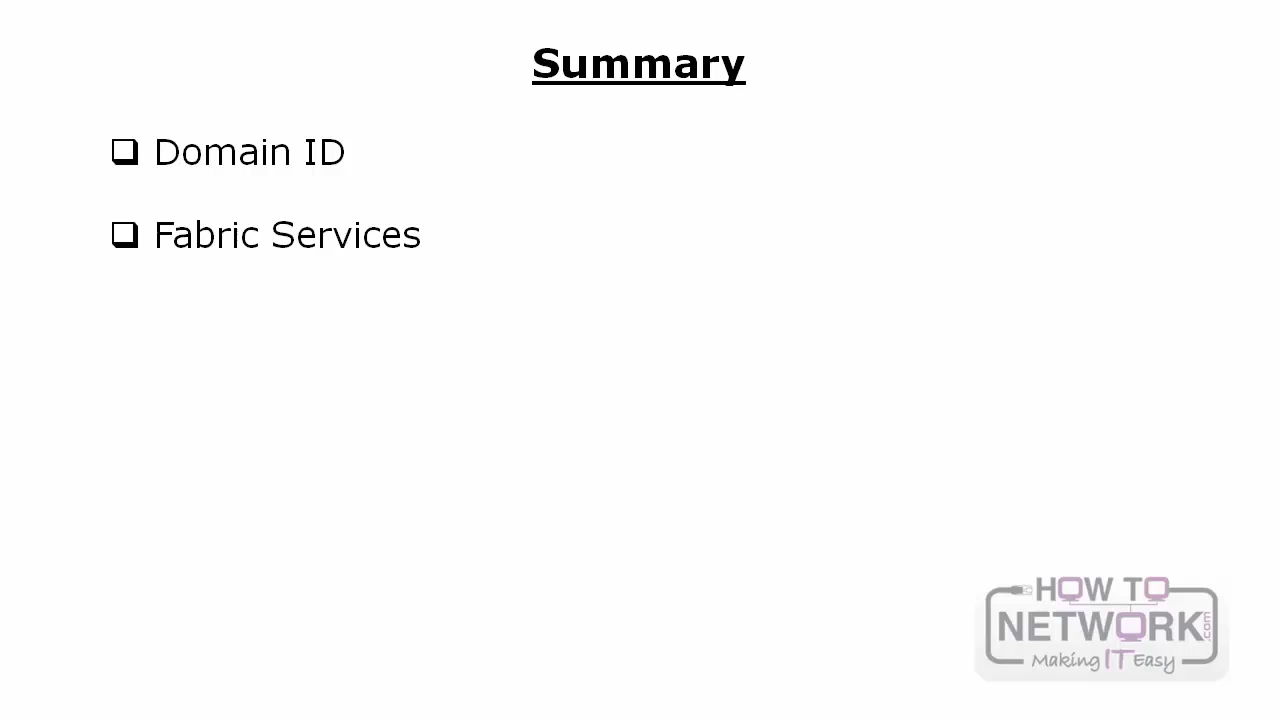 Summary
Domain ID
Fabric Services
HOW TO
NETWORK.com
Making IT Easy